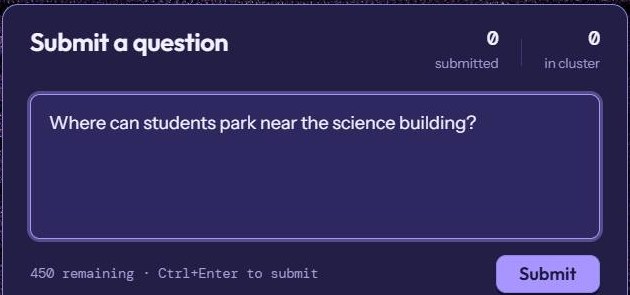 Submit a question
0 0
submitted in cluster
Where can students park near the science building?
450 remaining · Ctrl+Enter to submit
Submit